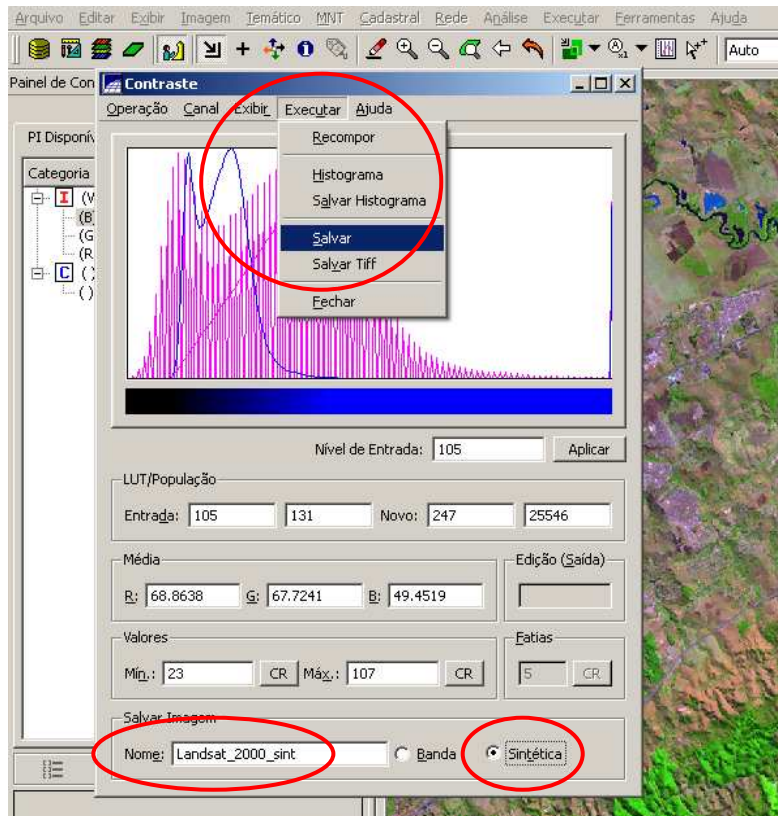 Arquivo Editar Exibir Imagem Temático MNT Cadastral Rede Análise Executar Ferramentas Ajuda
Auto
Painel de Con
Contraste
Operação Canal Exibir Executar Ajuda
PI Disponív
Categoria
I (V
(B)
(G
(R
C ( )
( )
Recompor
Histograma
Salvar Histograma
Salvar
Salvar Tiff
Fechar
Nível de Entrada: 105 Aplicar
LUT/População
Entrada: 105 131 Novo: 247 25546
Média Edição (Saída)
R: 68.8638 G: 67.7241 B: 49.4519
Valores Fatias
Mín.: 23 CR Máx.: 107 CR 5 CR
Salvar Imagem
Nome: Landsat_2000_sint Banda Sintética